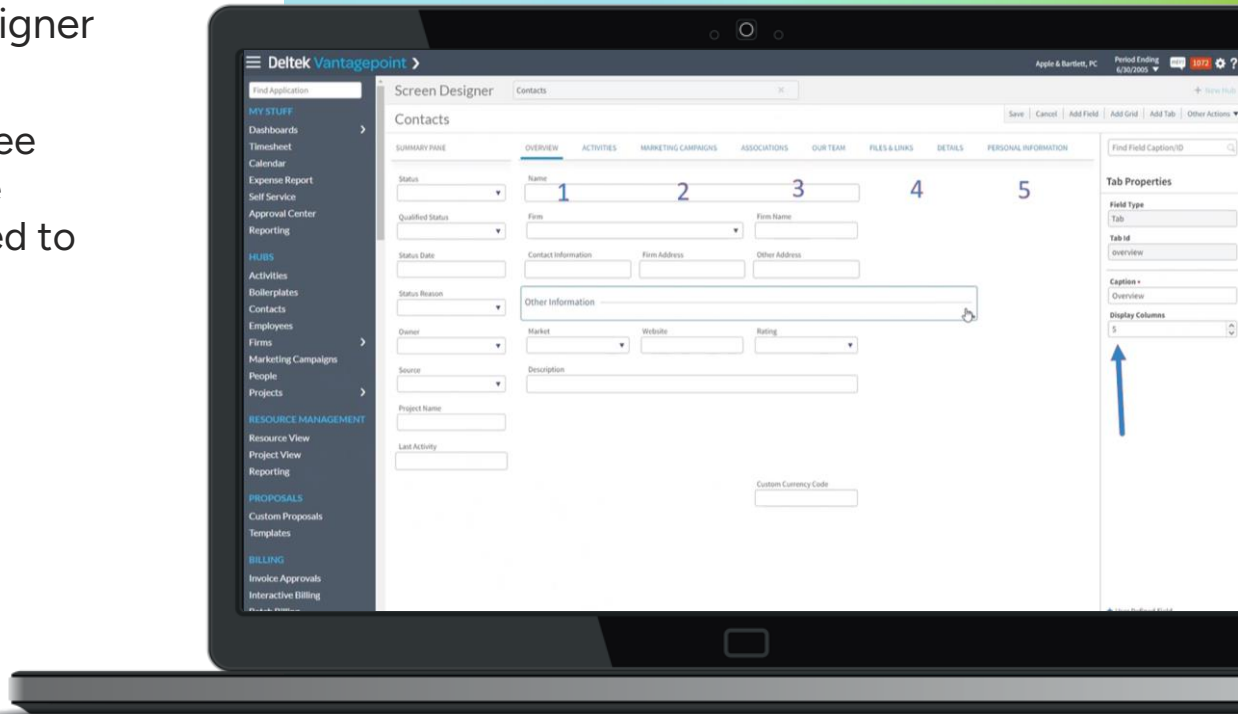 igner
ee
ed to
Deltek Vantagepoint >
Apple & Bartlett, PC
Period Ending
6/30/2005
1072
?
Find Application
MY STUFF
Dashboards
Timesheet
Calendar
Expense Report
Self Service
Approval Center
Reporting
HUBS
Activities
Boilerplates
Contacts
Employees
Firms
Marketing Campaigns
People
Projects
RESOURCE MANAGEMENT
Resource View
Project View
Reporting
PROPOSALS
Custom Proposals
Templates
BILLING
Invoice Approvals
Interactive Billing
Screen Designer
Contacts
+ New Hub
Contacts
Save Cancel Add Field Add Grid Add Tab Other Actions
SUMMARY PANE
OVERVIEW ACTIVITIES MARKETING CAMPAIGNS ASSOCIATIONS OUR TEAM FILES & LINKS DETAILS PERSONAL INFORMATION
Status
Qualified Status
Status Date
Status Reason
Owner
Source
Project Name
Last Activity
Name
1 2 3 4 5
Firm Firm Name
Contact Information Firm Address Other Address
Other Information
Market Website Rating
Description
Custom Currency Code
Find Field Caption/ID
Tab Properties
Field Type
Tab
Tab Id
overview
Caption
Overview
Display Columns
5